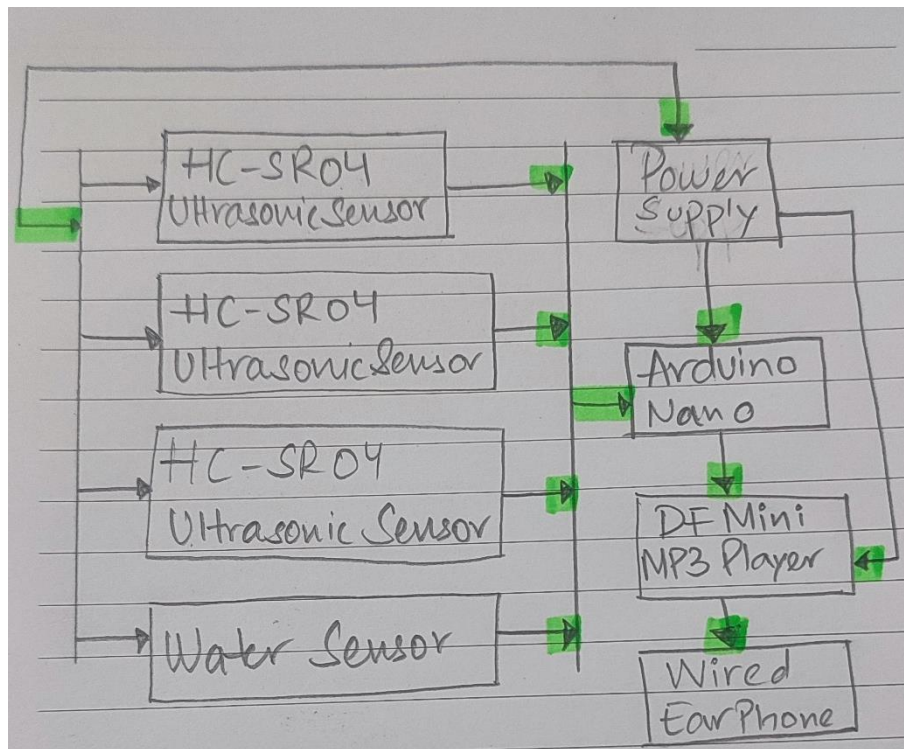 HC-SR04
Ultrasonic Sensor
HC-SR04
Ultrasonic Sensor
HC-SR04
Ultrasonic Sensor
Water Sensor
Power
Supply
Arduino
Nano
DF Mini
MP3 Player
Wired
EarPhone